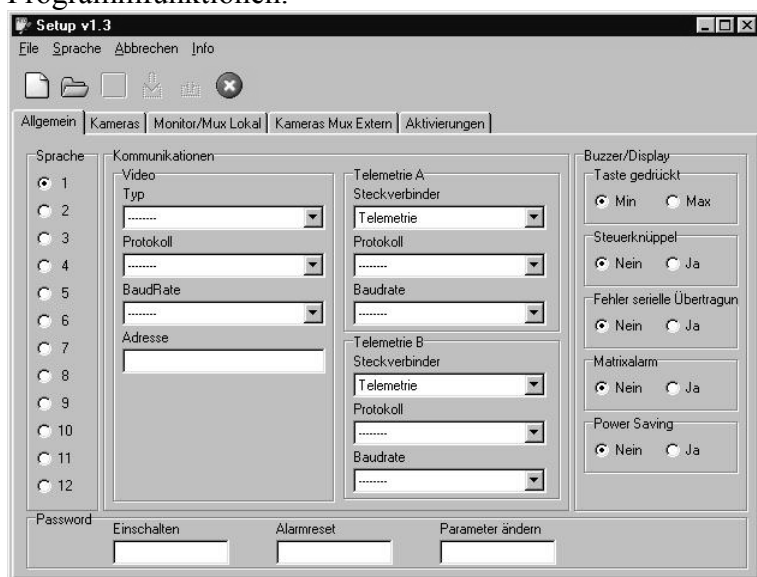 Programmfunktionen.
Setup v1.3
File Sprache Abbrechen Info
Allgemein Kameras Monitor/Mux Lokal Kameras Mux Extern Aktivierungen
Sprache
1
2
3
4
5
6
7
8
9
10
11
12
Kommunikationen
Video
Typ
--------
Protokoll
--------
BaudRate
--------
Adresse
Telemetrie A
Steckverbinder
Telemetrie
Protokoll
--------
Baudrate
--------
Telemetrie B
Steckverbinder
Telemetrie
Protokoll
--------
Baudrate
--------
Buzzer/Display
Taste gedrückt
Min Max
Steuerknüppel
Nein Ja
Fehler serielle Übertragun
Nein Ja
Matrixalarm
Nein Ja
Power Saving
Nein Ja
Password
Einschalten Alarmreset Parameter ändern